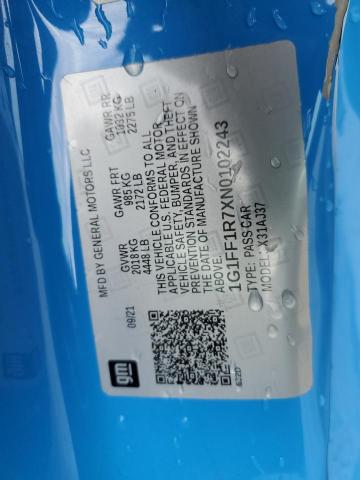 MFD BY GENERAL MOTORS LLC
09/21
GVWR
2018 KG
4448 LB
GAWR FRT
985 KG
2172 LB
GAWR RR
1032 KG
2275 LB
THIS VEHICLE CONFORMS TO ALL
APPLICABLE U.S. FEDERAL MOTOR
VEHICLE SAFETY, BUMPER, AND THEFT
PREVENTION STANDARDS IN EFFECT ON
THE DATE OF MANUFACTURE SHOWN
ABOVE.
1G1FF1R7XN0102243
TYPE: PASS CAR
MODEL: 1XX31AJ37
gm